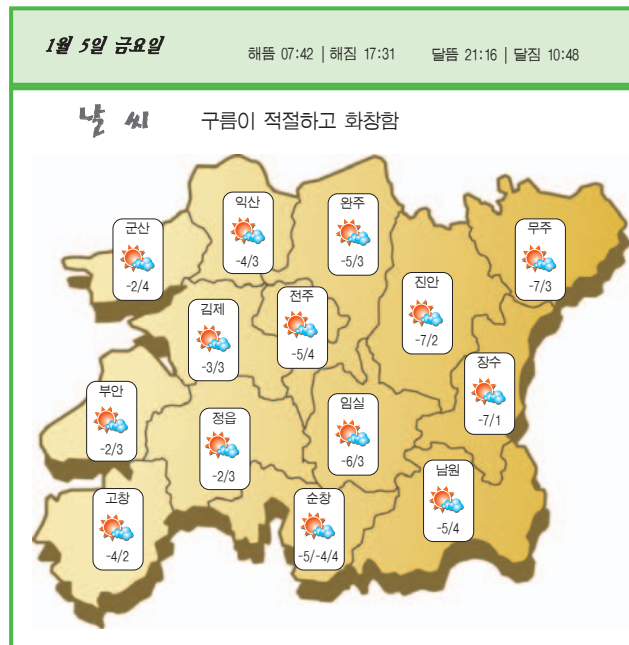 1월 5일 금요일
해뜸 07:42 | 해짐 17:31 달뜸 21:16 | 달짐 10:48
날 씨 구름이 적절하고 화창함
익산
-4/3
완주
-5/3
군산
-2/4
무주
-7/3
진안
-7/2
전주
-5/4
김제
-3/3
장수
-7/1
부안
-2/3
임실
-6/3
정읍
-2/3
남원
-5/4
고창
-4/2
순창
-5/-4/4